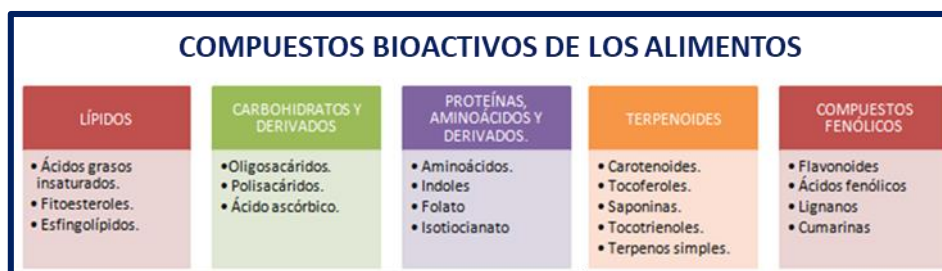 COMPUESTOS BIOACTIVOS DE LOS ALIMENTOS
LÍPIDOS
• Ácidos grasos
insaturados.
• Fitoesteroles.
• Esfingolípidos.
CARBOHIDRATOS Y
DERIVADOS
•Oligosacáridos.
• Polisacáridos.
• Ácido ascórbico.
PROTEÍNAS,
AMINOÁCIDOS Y
DERIVADOS.
• Aminoácidos.
• Indoles
• Folato
• Isotiocianato
TERPENOIDES
• Carotenoides.
• Tocoferoles.
• Saponinas.
• Tocotrienoles.
• Terpenos simples.
COMPUESTOS
FENÓLICOS
• Flavonoides
• Ácidos fenólicos
• Lignanos
• Cumarinas